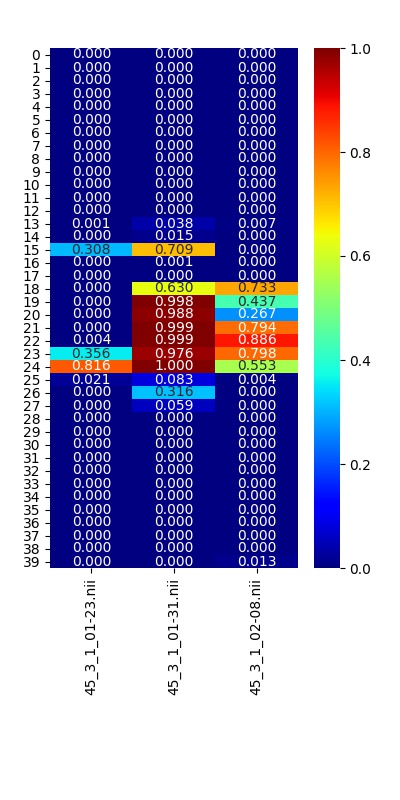 0 0.000 0.000 0.000 1.0
1 0.000 0.000 0.000
2 0.000 0.000 0.000
3 0.000 0.000 0.000
4 0.000 0.000 0.000
5 0.000 0.000 0.000
6 0.000 0.000 0.000
7 0.000 0.000 0.000
8 0.000 0.000 0.000 0.8
9 0.000 0.000 0.000
10 0.000 0.000 0.000
11 0.000 0.000 0.000
12 0.000 0.000 0.000
13 0.001 0.038 0.007
14 0.000 0.015 0.000
15 0.308 0.709 0.000 0.6
16 0.000 0.001 0.000
17 0.000 0.000 0.000
18 0.000 0.630 0.733
19 0.000 0.998 0.437
20 0.000 0.988 0.267
21 0.000 0.999 0.794
22 0.004 0.999 0.886
23 0.356 0.976 0.798 0.4
24 0.816 1.000 0.553
25 0.021 0.083 0.004
26 0.000 0.316 0.000
27 0.000 0.059 0.000
28 0.000 0.000 0.000
29 0.000 0.000 0.000
30 0.000 0.000 0.000
31 0.000 0.000 0.000 0.2
32 0.000 0.000 0.000
33 0.000 0.000 0.000
34 0.000 0.000 0.000
35 0.000 0.000 0.000
36 0.000 0.000 0.000
37 0.000 0.000 0.000
38 0.000 0.000 0.000
39 0.000 0.000 0.013 0.0
45_3_1_01-23.nii
45_3_1_01-31.nii
45_3_1_02-08.nii